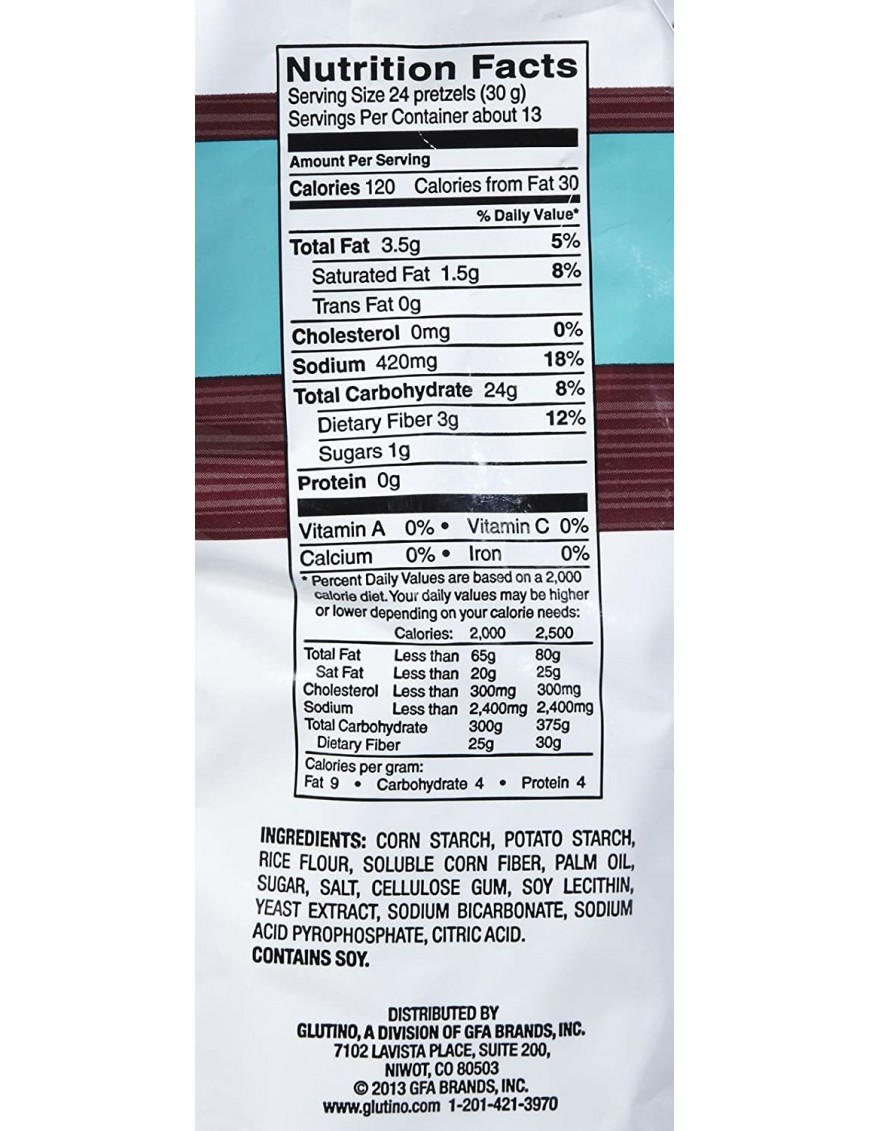 Nutrition Facts
Serving Size 24 pretzels (30 g)
Servings Per Container about 13
Amount Per Serving
Calories 120 Calories from Fat 30
% Daily Value*
Total Fat 3.5g 5%
Saturated Fat 1.5g 8%
Trans Fat 0g
Cholesterol 0mg 0%
Sodium 420mg 18%
Total Carbohydrate 24g 8%
Dietary Fiber 3g 12%
Sugars 1g
Protein 0g
Vitamin A 0% • Vitamin C 0%
Calcium 0% • Iron 0%
* Percent Daily Values are based on a 2,000
calorie diet. Your daily values may be higher
or lower depending on your calorie needs:
Calories: 2,000 2,500
Total Fat Less than 65g 80g
Sat Fat Less than 20g 25g
Cholesterol Less than 300mg 300mg
Sodium Less than 2,400mg 2,400mg
Total Carbohydrate 300g 375g
Dietary Fiber 25g 30g
Calories per gram:
Fat 9 • Carbohydrate 4 • Protein 4
INGREDIENTS: CORN STARCH, POTATO STARCH,
RICE FLOUR, SOLUBLE CORN FIBER, PALM OIL,
SUGAR, SALT, CELLULOSE GUM, SOY LECITHIN,
YEAST EXTRACT, SODIUM BICARBONATE, SODIUM
ACID PYROPHOSPHATE, CITRIC ACID.
CONTAINS SOY.
DISTRIBUTED BY
GLUTINO, A DIVISION OF GFA BRANDS, INC.
7102 LAVISTA PLACE, SUITE 200,
NIWOT, CO 80503
© 2013 GFA BRANDS, INC.
www.glutino.com 1-201-421-3970